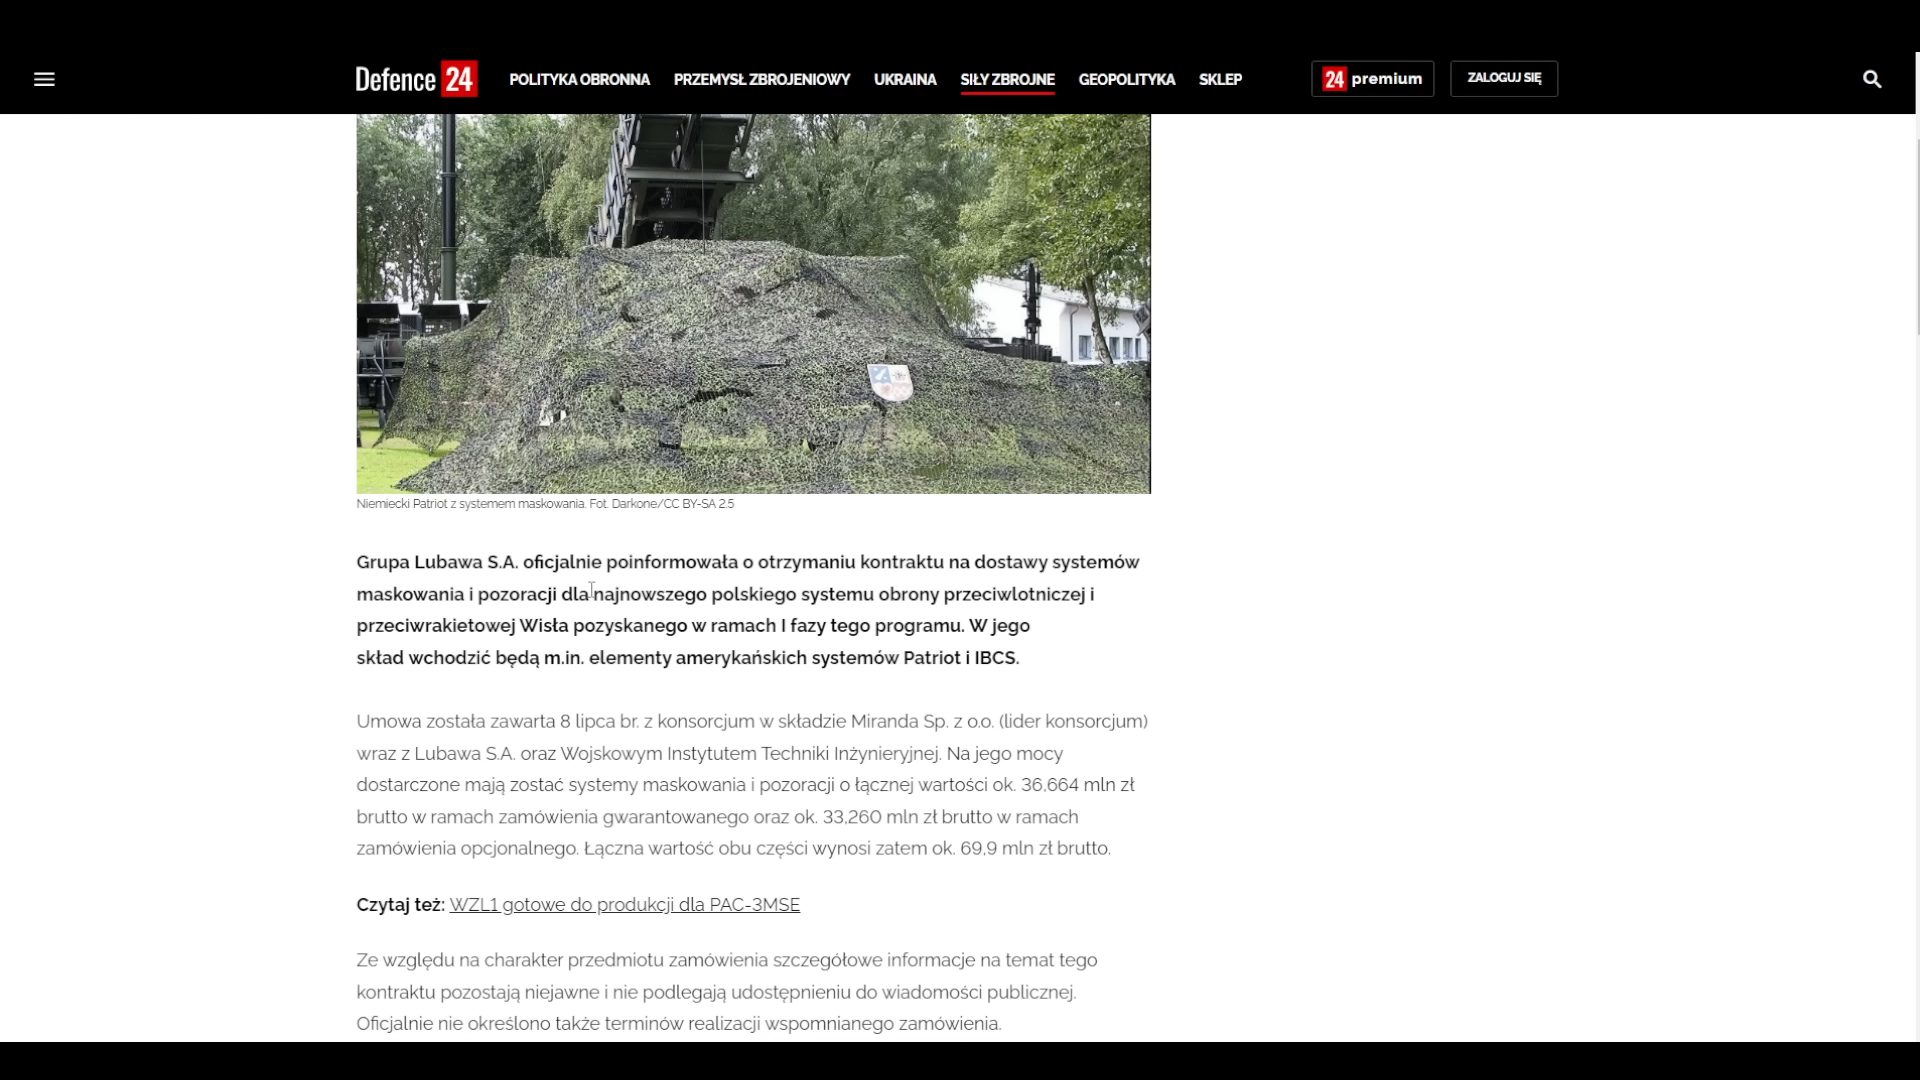 Defence 24
POLITYKA OBRONNA
PRZEMYSŁ ZBROJENIOWY
UKRAINA
SIŁY ZBROJNE
GEOPOLITYKA
SKLEP
24 premium
ZALOGUJ SIĘ
Niemiecki Patriot z systemem maskowania. Fot. Darkone/CC BY-SA 2.5
Grupa Lubawa S.A. oficjalnie poinformowała o otrzymaniu kontraktu na dostawy systemów
maskowania i pozoracji dla najnowszego polskiego systemu obrony przeciwlotniczej i
przeciwrakietowej Wisła pozyskanego w ramach I fazy tego programu. W jego
skład wchodzić będą m.in. elementy amerykańskich systemów Patriot i IBCS.
Umowa została zawarta 8 lipca br. z konsorcjum w składzie Miranda Sp. z o.o. (lider konsorcjum)
wraz z Lubawa S.A. oraz Wojskowym Instytutem Techniki Inżynieryjnej. Na jego mocy
dostarczone mają zostać systemy maskowania i pozoracji o łącznej wartości ok. 36,664 mln zł
brutto w ramach zamówienia gwarantowanego oraz ok. 33,260 mln zł brutto w ramach
zamówienia opcjonalnego. Łączna wartość obu części wynosi zatem ok. 69,9 mln zł brutto.
Czytaj też: WZL1 gotowe do produkcji dla PAC-3MSE
Ze względu na charakter przedmiotu zamówienia szczegółowe informacje na temat tego
kontraktu pozostają niejawne i nie podlegają udostępnieniu do wiadomości publicznej.
Oficjalnie nie określono także terminów realizacji wspomnianego zamówienia.